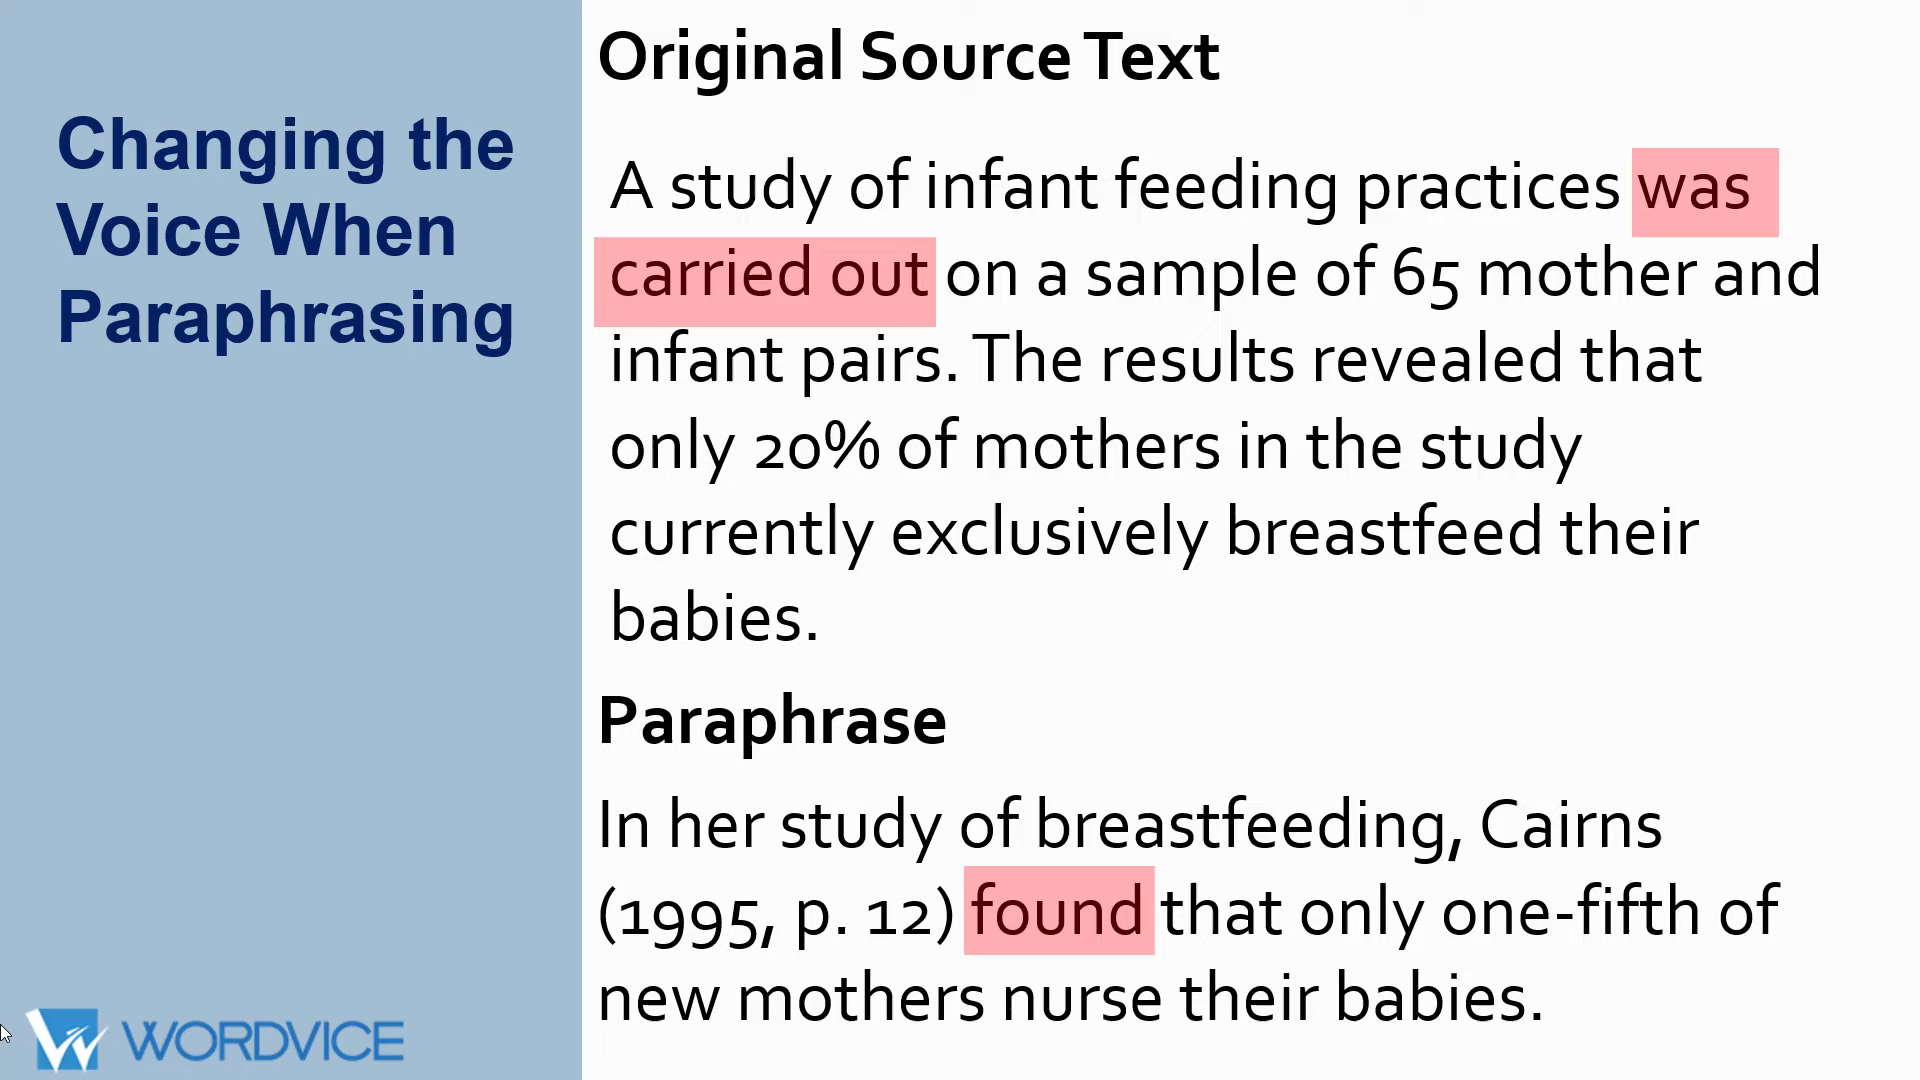 Changing the
Voice When
Paraphrasing
Original Source Text
A study of infant feeding practices was
carried out on a sample of 65 mother and
infant pairs. The results revealed that
only 20% of mothers in the study
currently exclusively breastfeed their
babies.
Paraphrase
In her study of breastfeeding, Cairns
(1995, p. 12) found that only one-fifth of
new mothers nurse their babies.
WORDVICE